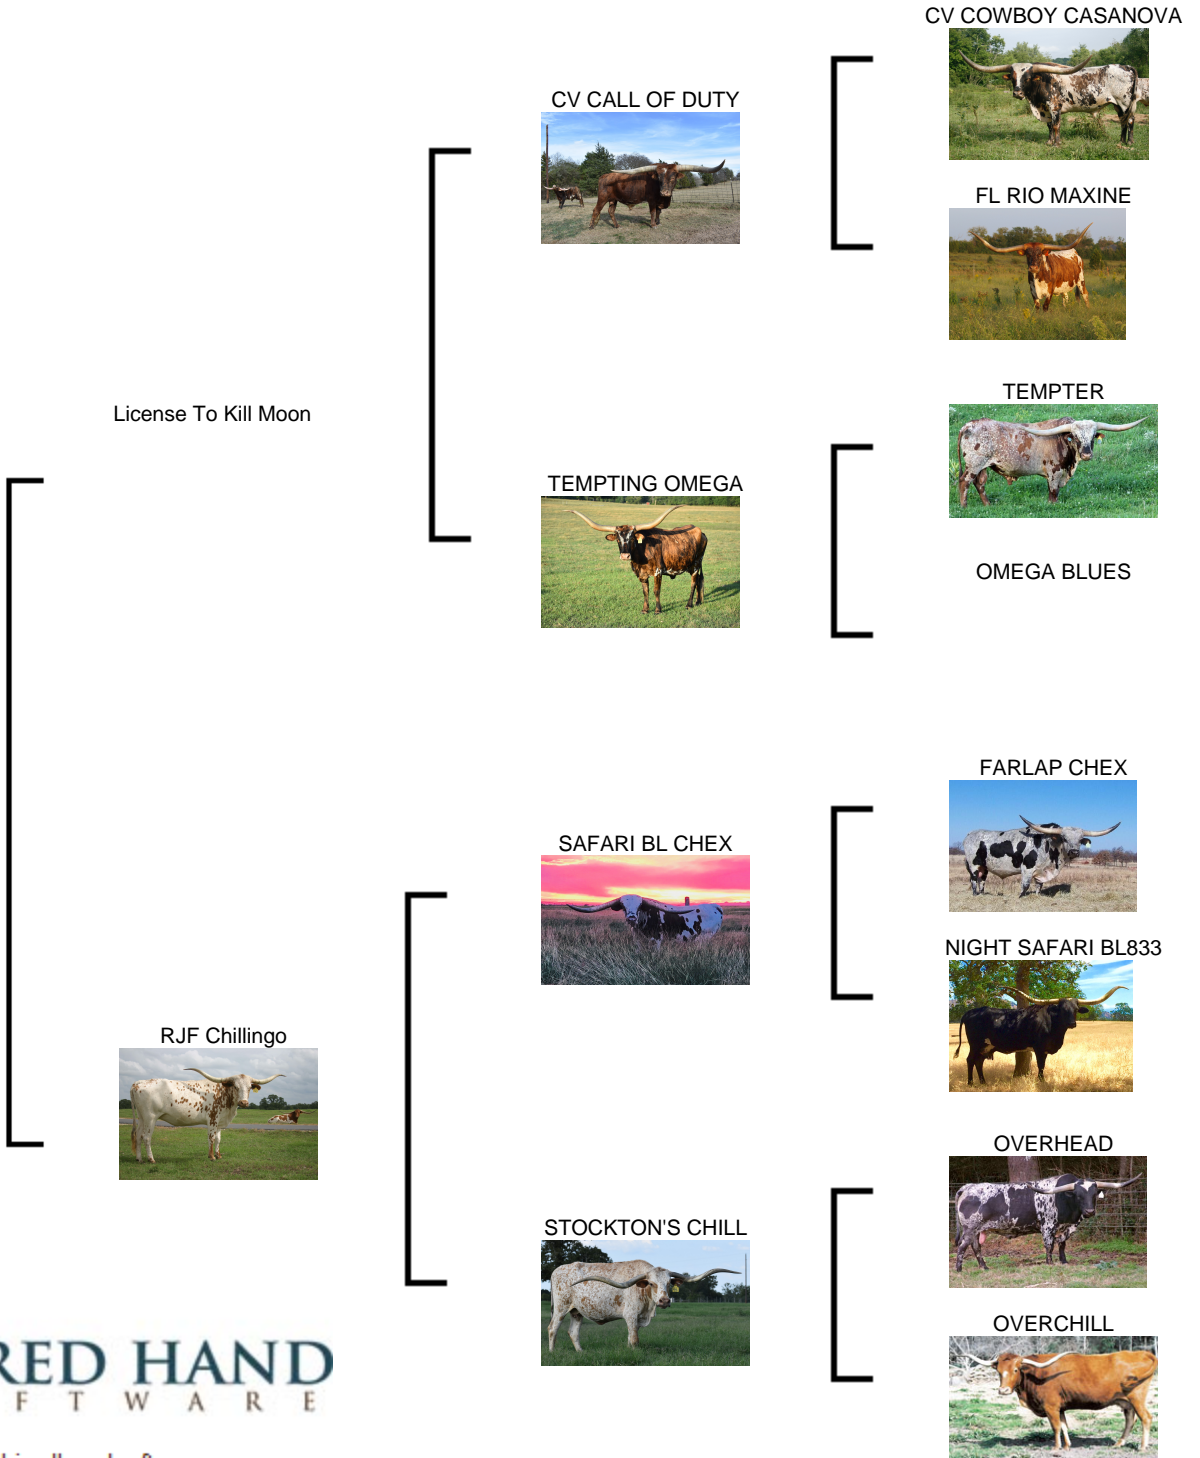 CV COWBOY CASANOVA
CV CALL OF DUTY
FL RIO MAXINE
License To Kill Moon
TEMPTER
TEMPTING OMEGA
OMEGA BLUES
FARLAP CHEX
SAFARI BL CHEX
NIGHT SAFARI BL833
RJF Chillingo
OVERHEAD
STOCKTON'S CHILL
OVERCHILL
RED HAND
F T W A R E